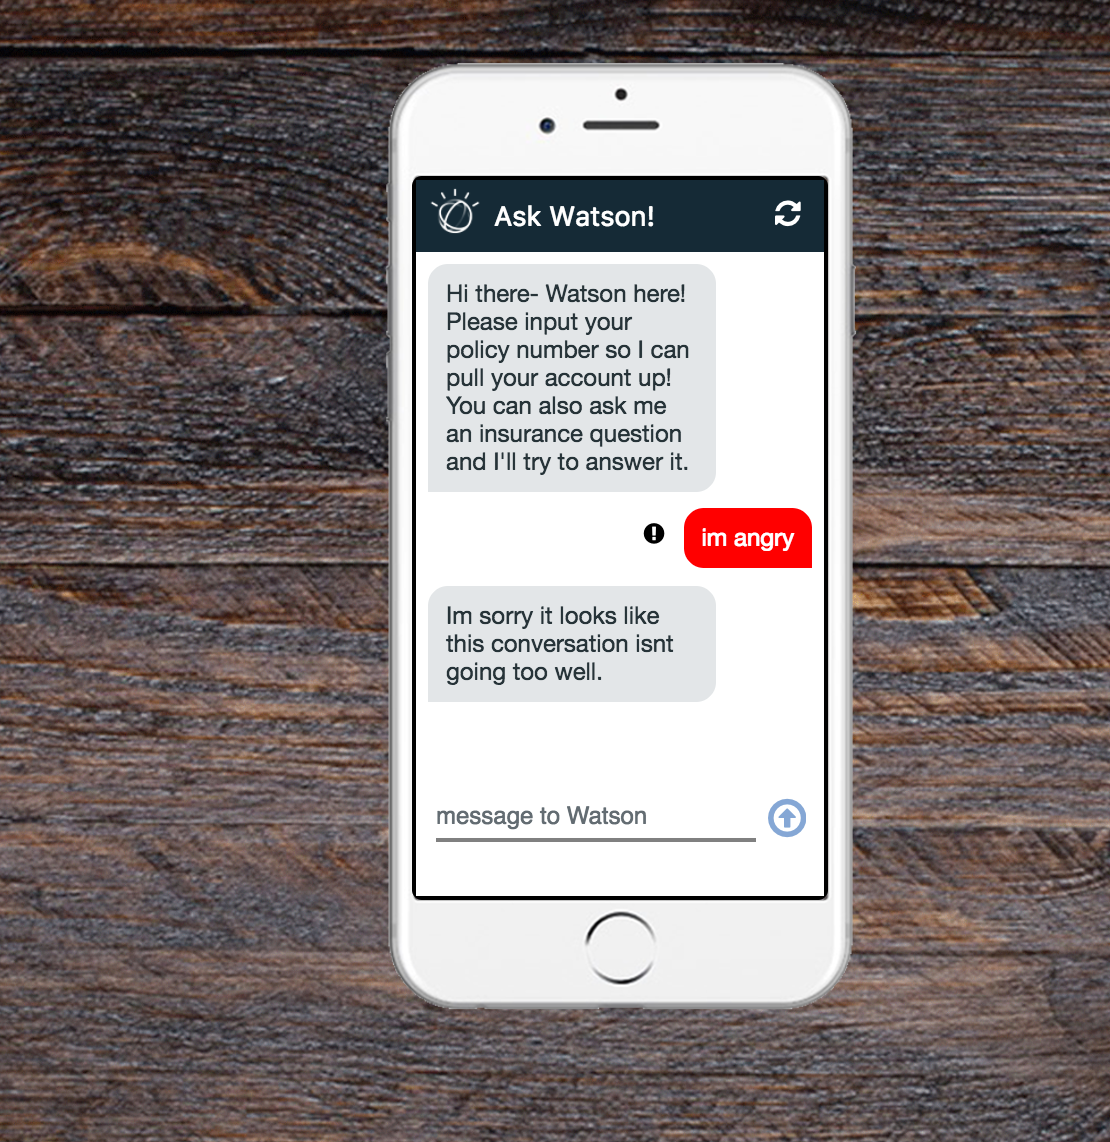 Ask Watson!
Hi there- Watson here!
Please input your
policy number so I can
pull your account up!
You can also ask me
an insurance question
and I'll try to answer it.
im angry
Im sorry it looks like
this conversation isnt
going too well.
message to Watson